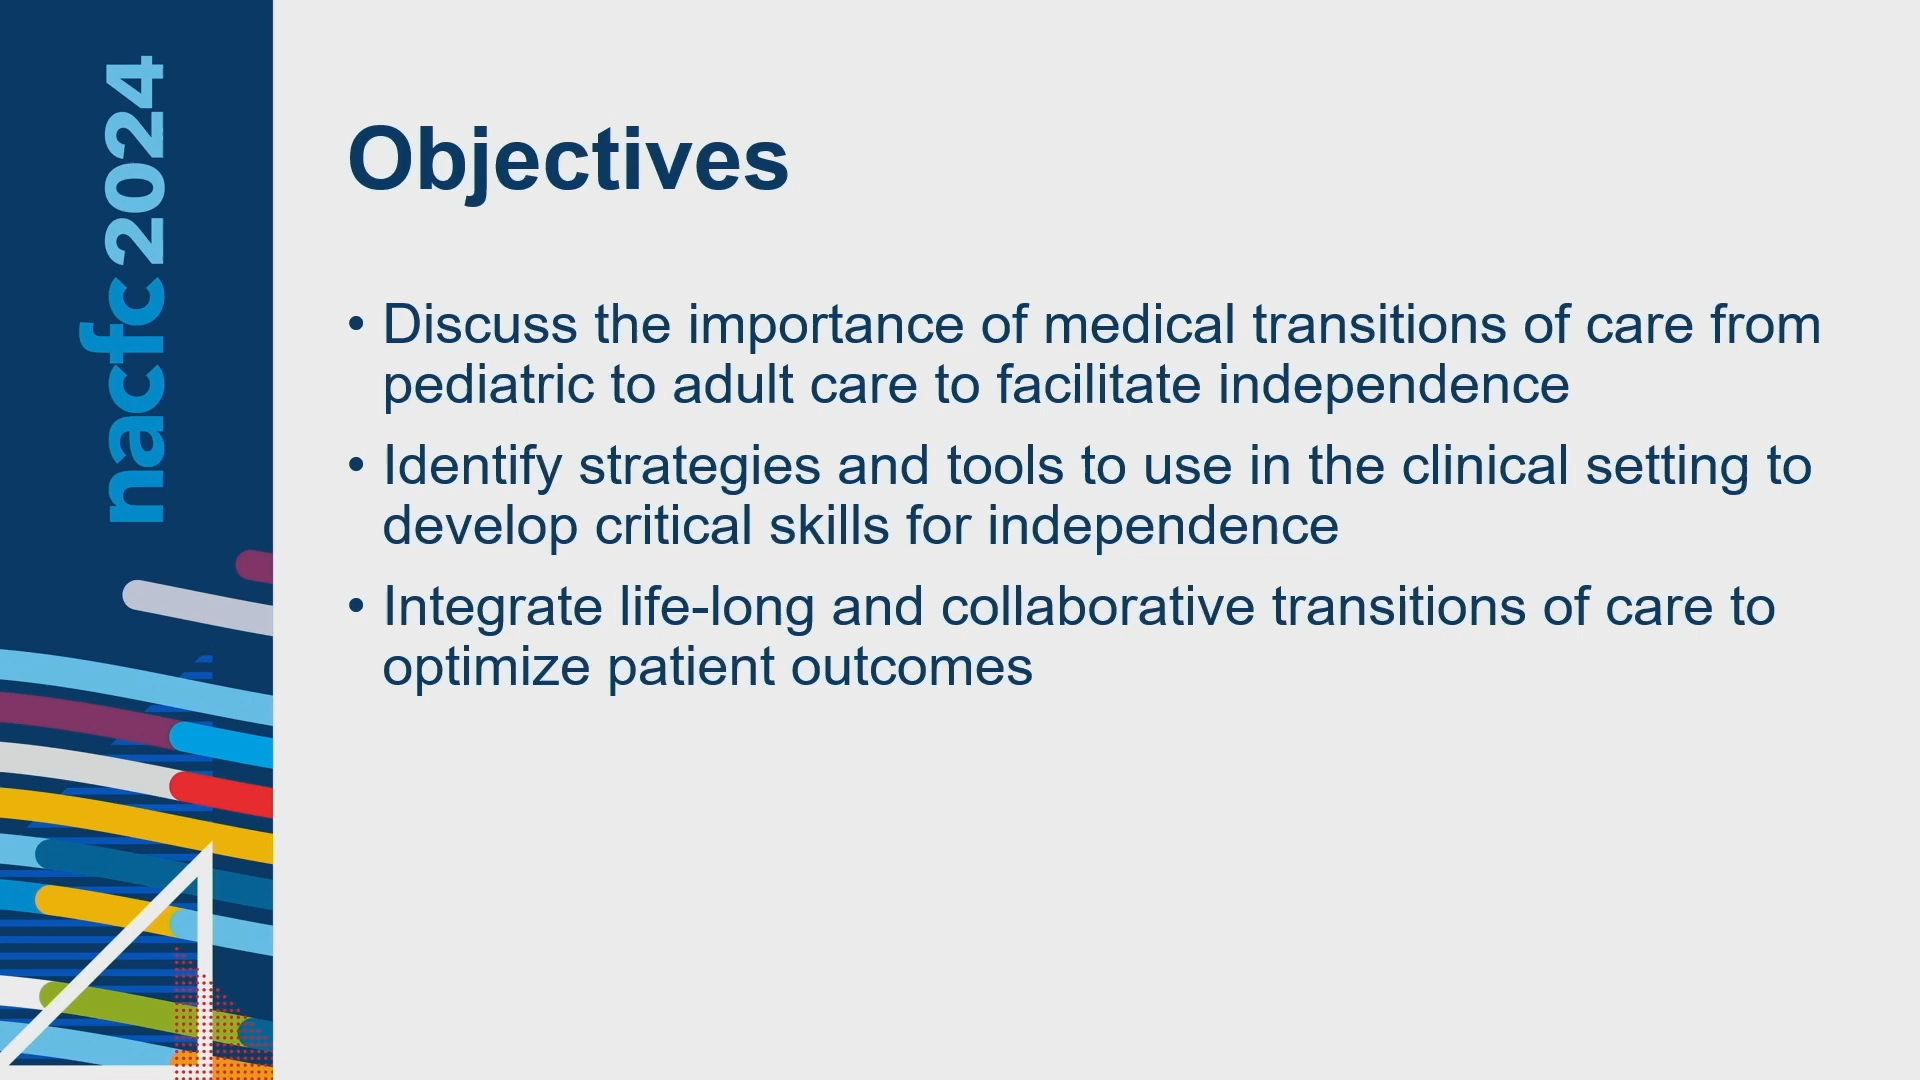 nacfc 2024
Objectives
• Discuss the importance of medical transitions of care from
pediatric to adult care to facilitate independence
• Identify strategies and tools to use in the clinical setting to
develop critical skills for independence
• Integrate life-long and collaborative transitions of care to
optimize patient outcomes